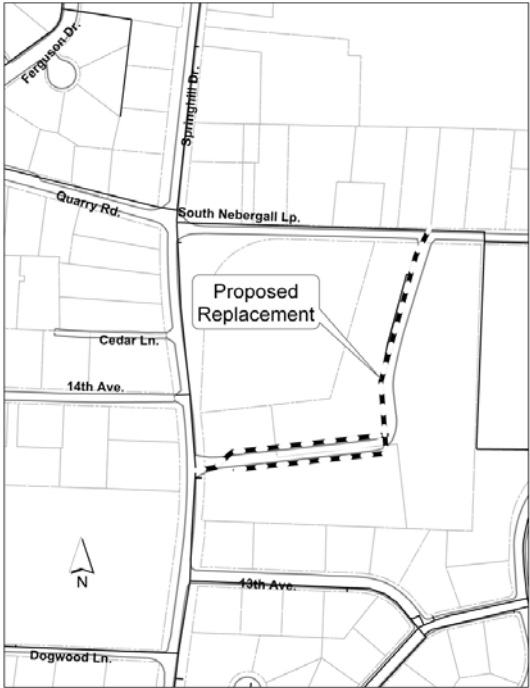 Ferguson Dr.
Springhill Dr.
Quarry Rd.
South Nebergall Lp.
Proposed
Replacement
Cedar Ln.
14th Ave.
N
13th Ave.
Dogwood Ln.